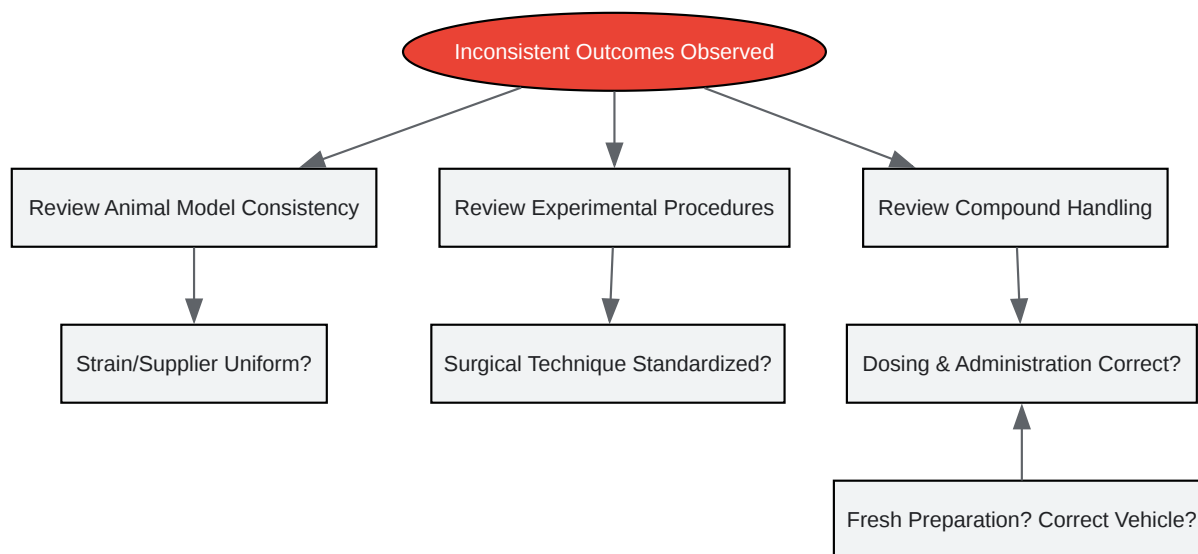 Inconsistent Outcomes Observed
Review Animal Model Consistency
Review Experimental Procedures
Review Compound Handling
Strain/Supplier Uniform?
Surgical Technique Standardized?
Dosing & Administration Correct?
Fresh Preparation? Correct Vehicle?